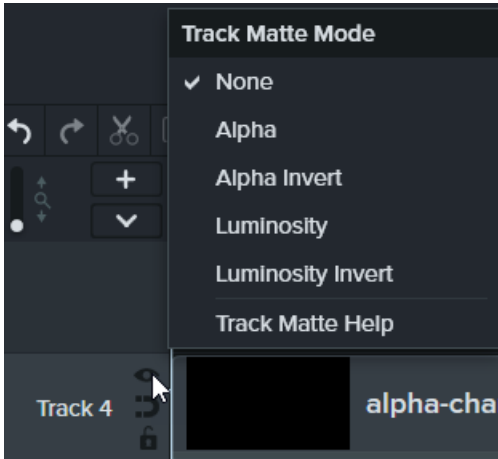 Track Matte Mode
None
Alpha
Alpha Invert
Luminosity
Luminosity Invert
Track Matte Help
Track 4
alpha-cha